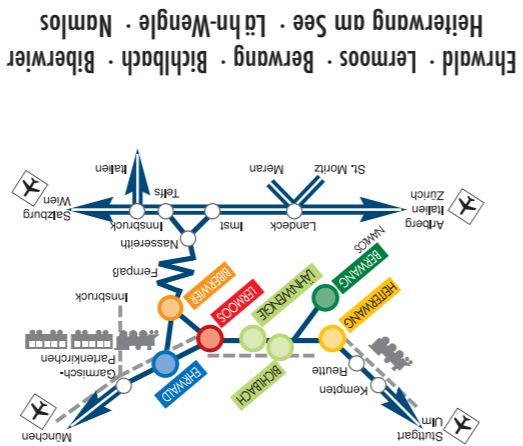 München
Stuttgart
Ulm
Garmisch-
Partenkirchen
Kempten
Reutte
EHRWALD
BICHLBACH
HEITERWANG
LERMOOS
LÄHN/WENGLE
BERWANG
NAMLOS
BIBERWIER
Innsbruck
Fernpaß
Nassereith
Salzburg
Wien
Innsbruck
Telfs
Imst
Landeck
Arlberg
Italien
Zürich
Italien
Meran
St. Moritz
Ehrwald · Lermoos · Berwang · Bichlbach · Biberwier
Heiterwang am See · Lähn-Wengle · Namlos